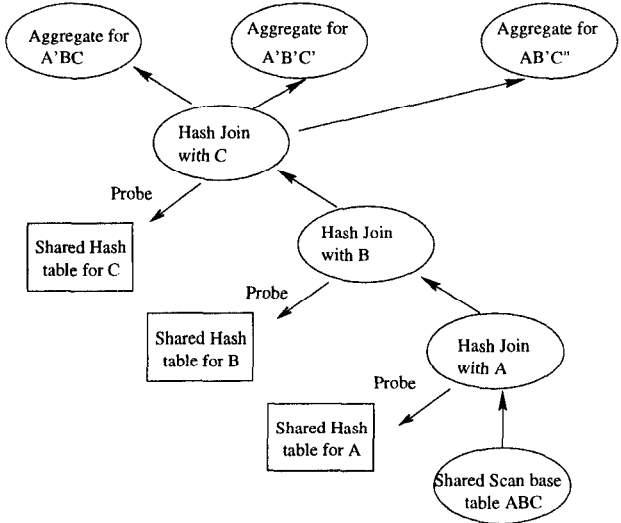 Aggregate for
A'BC
Aggregate for
A'B'C'
Aggregate for
AB'C"
Hash Join
with C
Probe
Shared Hash
table for C
Hash Join
with B
Probe
Shared Hash
table for B
Hash Join
with A
Probe
Shared Hash
table for A
Shared Scan base
table ABC